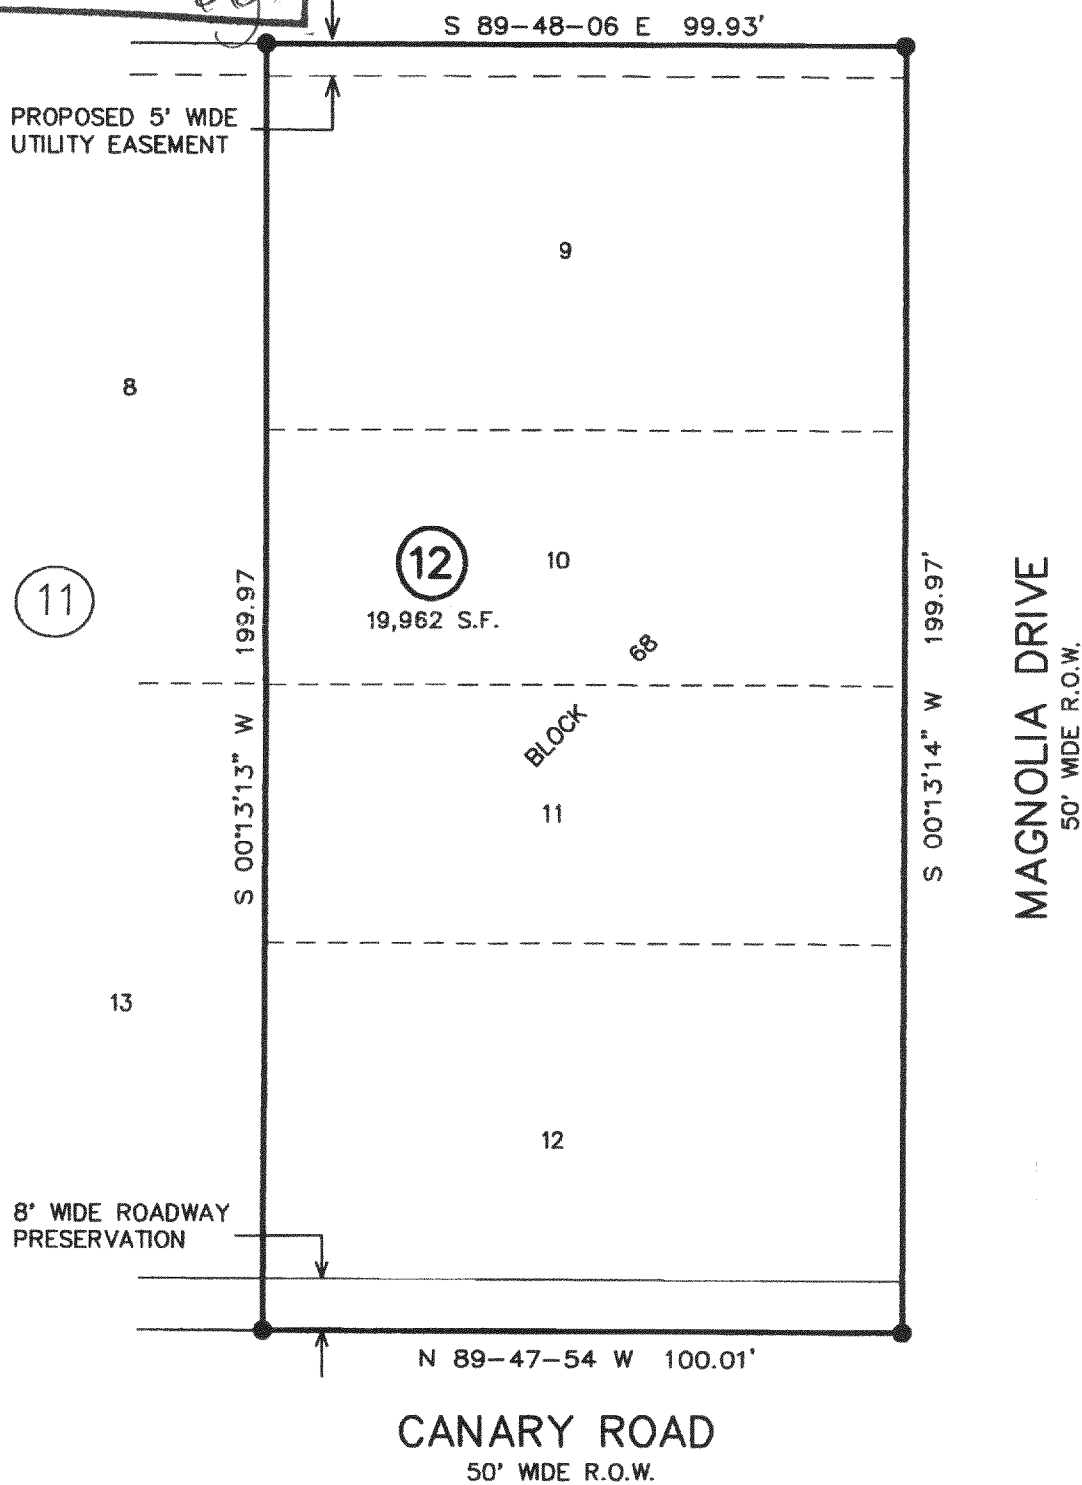 S 89-48-06 E 99.93'
PROPOSED 5' WIDE
UTILITY EASEMENT
9
8
12
10
11
19,962 S.F.
68
S 00°13'13" W 199.97
S 00°13'14" W 199.97'
MAGNOLIA DRIVE
50' WIDE R.O.W.
BLOCK
11
13
12
8' WIDE ROADWAY
PRESERVATION
N 89-47-54 W 100.01'
CANARY ROAD
50' WIDE R.O.W.